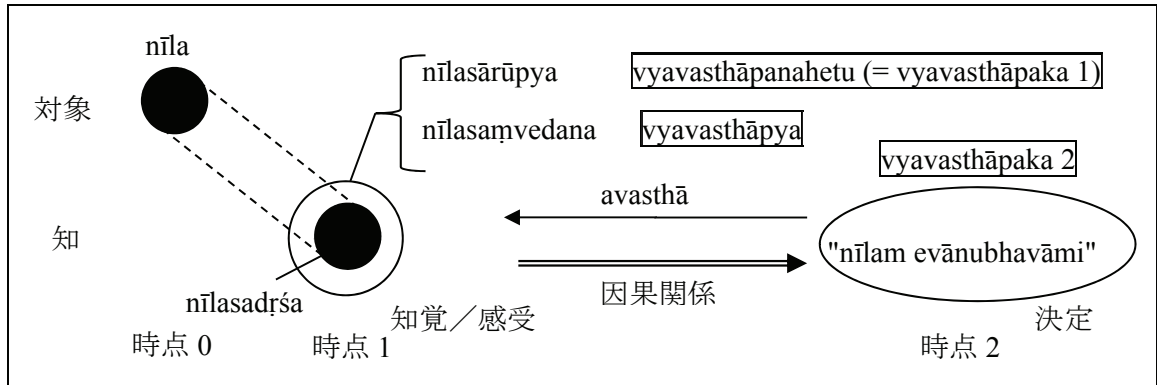 nīla
nīlasārūpya vyavasthāpanahetu (= vyavasthāpaka 1)
対象
nīlasaṃvedana vyavasthāpya
vyavasthāpaka 2
avasthā
知
"nīlam evānubhavāmi"
因果関係
nīlasadṛśa
知覚／感受 決定
時点 0 時点 1 時点 2